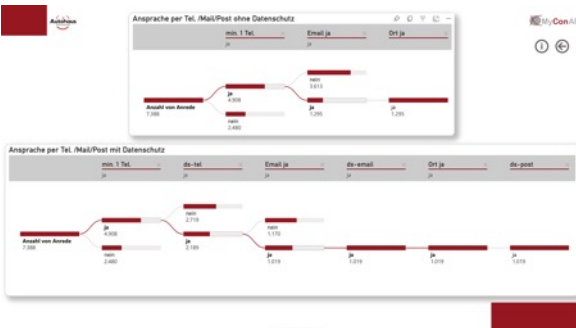 Autohaus
MyConAI
Ansprache per Tel. /Mail/Post ohne Datenschutz
min. 1 Tel.
Email ja
Ort ja
ja
ja
ja
nein
3.613
ja
4.908
Anzahl von Anrede
7.388
ja
1.295
ja
1.295
nein
2.480
Ansprache per Tel. /Mail/Post mit Datenschutz
min. 1 Tel.
ds-tel
Email ja
ds-email
Ort ja
ds-post
ja
ja
ja
ja
ja
ja
nein
2.719
nein
1.170
ja
4.908
Anzahl von Anrede
7.388
ja
2.189
nein
2.480
ja
1.019
ja
1.019
ja
1.019
ja
1.019